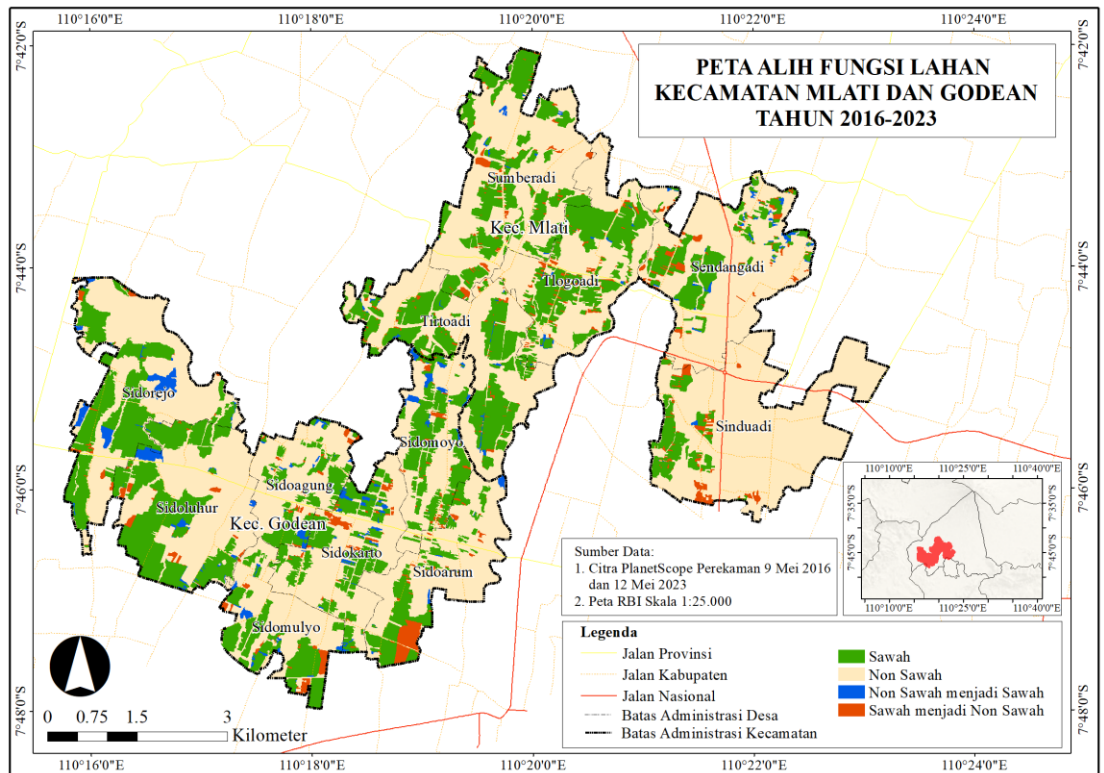 110°16'0"E 110°18'0"E 110°20'0"E 110°22'0"E 110°24'0"E
7°42'0"S
7°42'0"S
PETA ALIH FUNGSI LAHAN
KECAMATAN MLATI DAN GODEAN
TAHUN 2016-2023
Sumberadi
Kec. Mlati
7°44'0"S
Sendangadi
7°44'0"S
Tlogoadi
Tirtoadi
Sidorejo
Sinduadi
Sidomoyo
7°46'0"S
Sidoagung
7°46'0"S
Sidoluhur
Kec. Godean
Sidokarto
Sidoarum
Sidomulyo
110°10'0"E 110°25'0"E 110°40'0"E
7°35'0"S
7°35'0"S
7°45'0"S
7°45'0"S
110°10'0"E 110°25'0"E 110°40'0"E
Sumber Data:
1. Citra PlanetScope Perekaman 9 Mei 2016
dan 12 Mei 2023
2. Peta RBI Skala 1:25.000
Legenda
Jalan Provinsi
Jalan Kabupaten
Jalan Nasional
Batas Administrasi Desa
Batas Administrasi Kecamatan
Sawah
Non Sawah
Non Sawah menjadi Sawah
Sawah menjadi Non Sawah
7°48'0"S
7°48'0"S
0 0.75 1.5 3
Kilometer
110°16'0"E 110°18'0"E 110°20'0"E 110°22'0"E 110°24'0"E